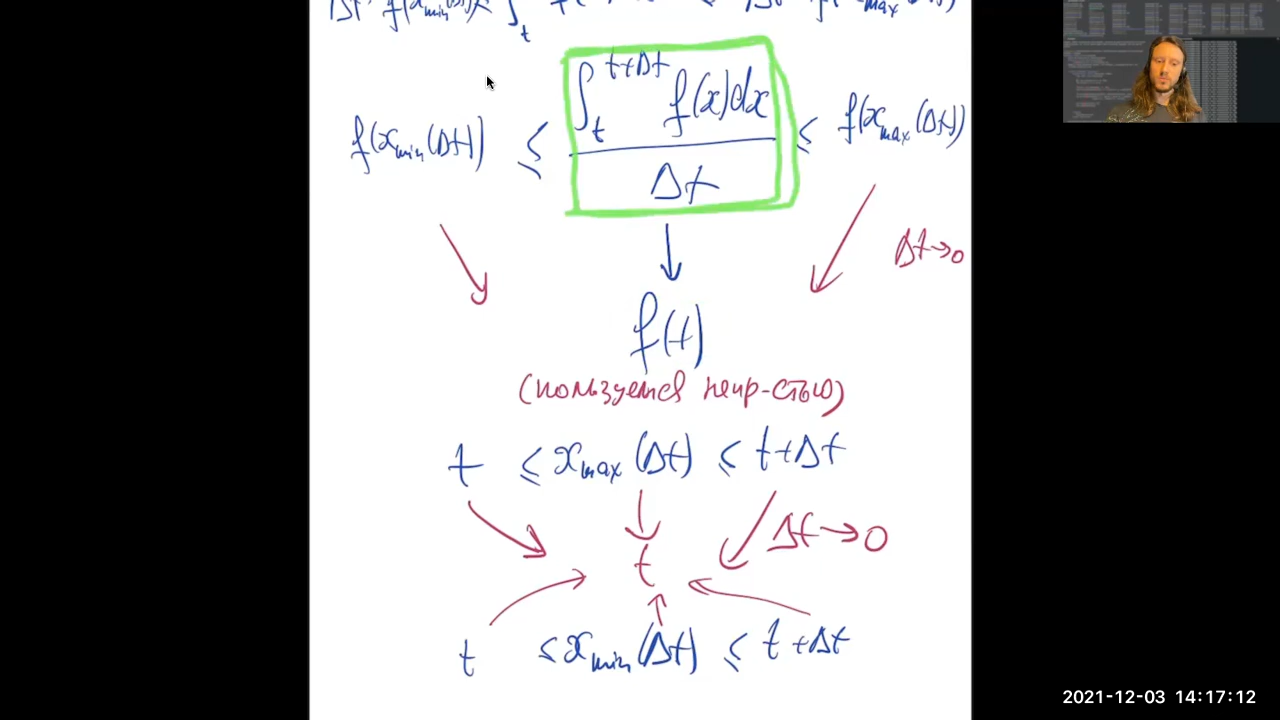 f(x_min(Δt)) ≤ ∫_t^{t+Δt} f(x)dx / Δt ≤ f(x_max(Δt))
Δt→0
f(t)
(пользуемся непр-стью)
t ≤ x_max(Δt) ≤ t+Δt
Δt→0
t
t ≤ x_min(Δt) ≤ t+Δt
2021-12-03 14:17:12